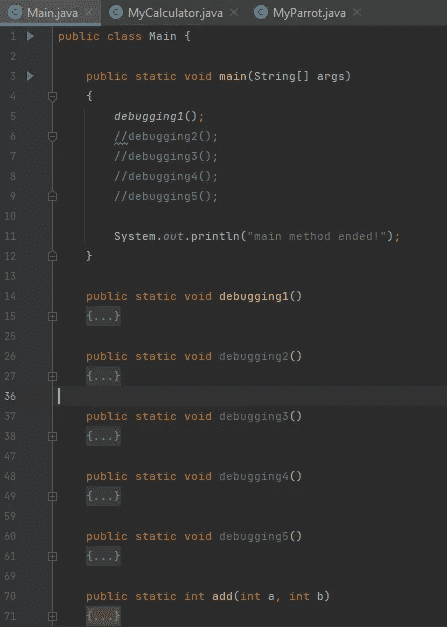 Main.java MyCalculator.java MyParrot.java
1 public class Main {
2
3 public static void main(String[] args)
4 {
5 debugging1();
6 //debugging2();
7 //debugging3();
8 //debugging4();
9 //debugging5();
10
11 System.out.println("main method ended!");
12 }
13
14 public static void debugging1()
15 {...}
25
26 public static void debugging2()
27 {...}
36
37 public static void debugging3()
38 {...}
47
48 public static void debugging4()
49 {...}
59
60 public static void debugging5()
61 {...}
69
70 public static int add(int a, int b)
71 {...}